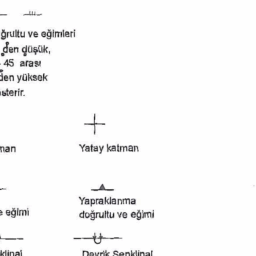 ğrultu ve eğimleri
den düşük,
45 arası
den yüksek
sterir.
man
Yatay katman
Yapraklanma
e eğimi
doğrultu ve eğimi
klinal
Devrik Senklinal